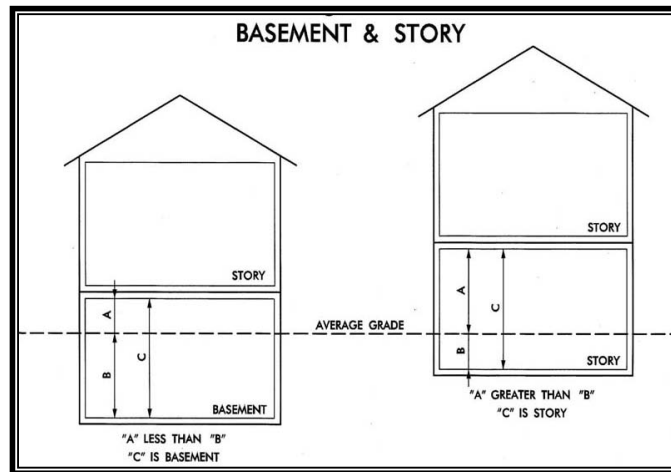 BASEMENT & STORY
STORY
A
B
C
BASEMENT
"A" LESS THAN "B"
"C" IS BASEMENT
AVERAGE GRADE
STORY
A
B
C
STORY
"A" GREATER THAN "B"
"C" IS STORY